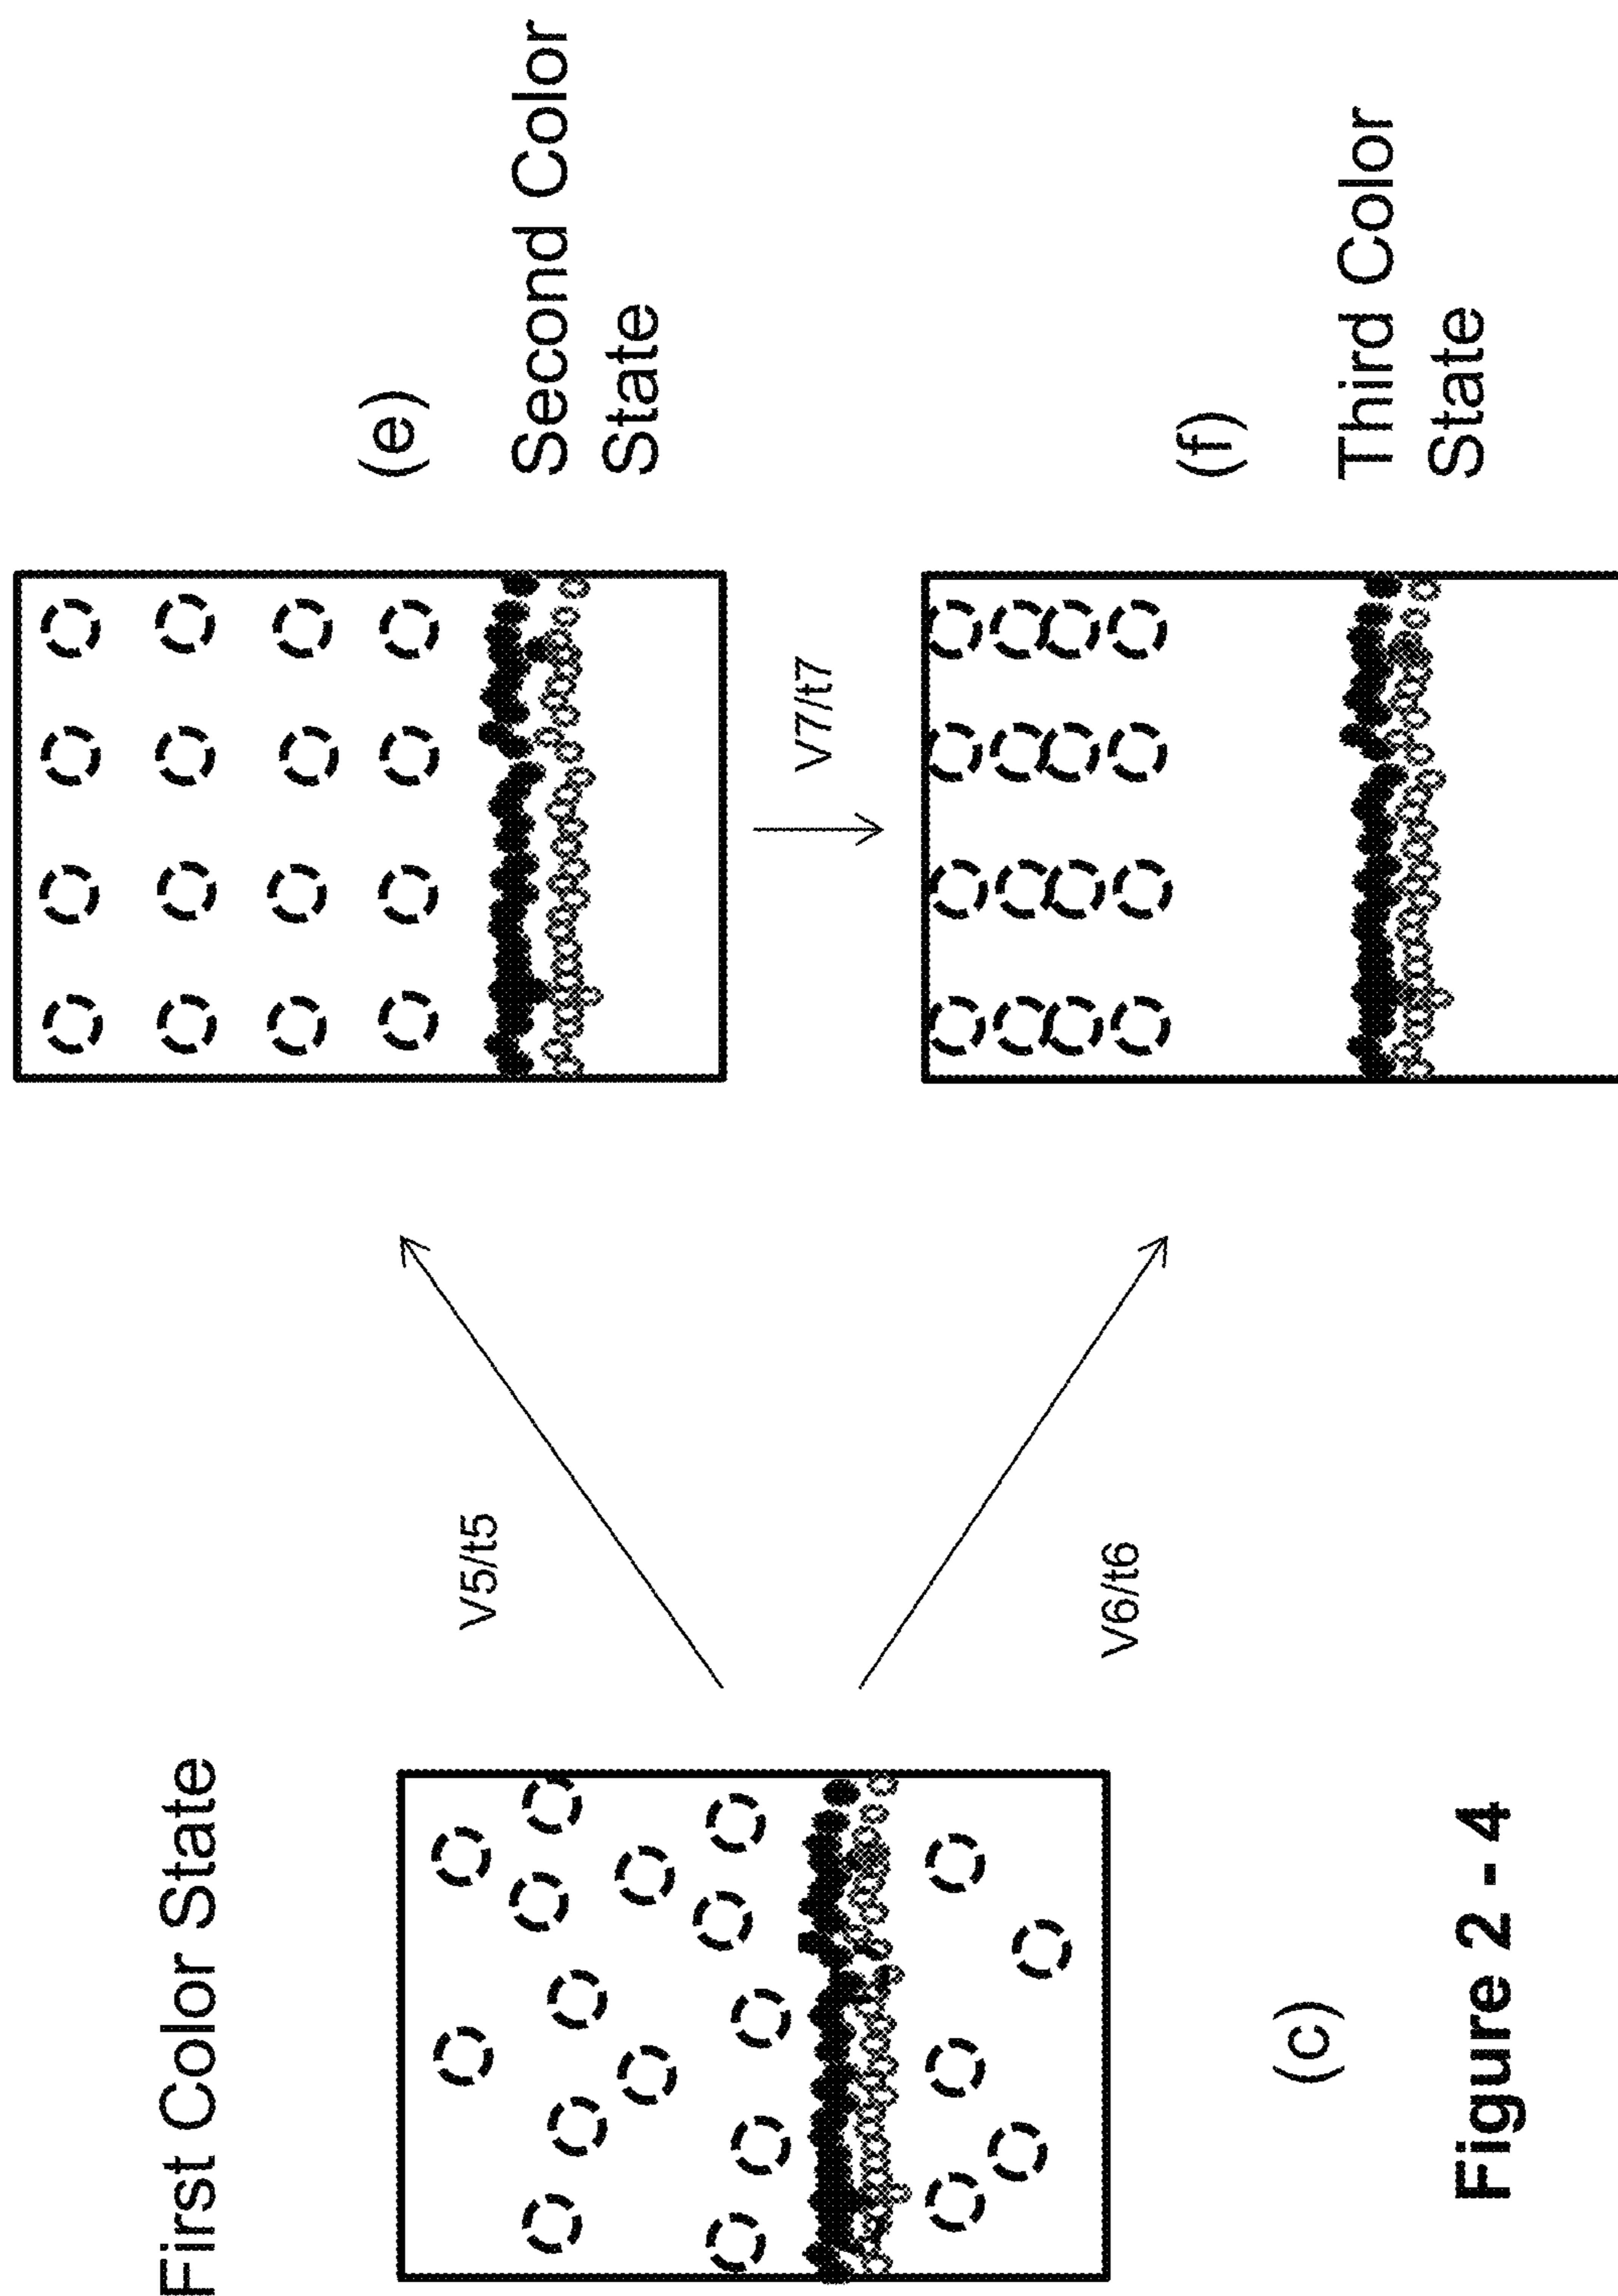 First Color State
(c)
V5/t5
V6/t6
(e)
Second Color
State
V7/t7
(f)
Third Color
State
Figure 2 - 4